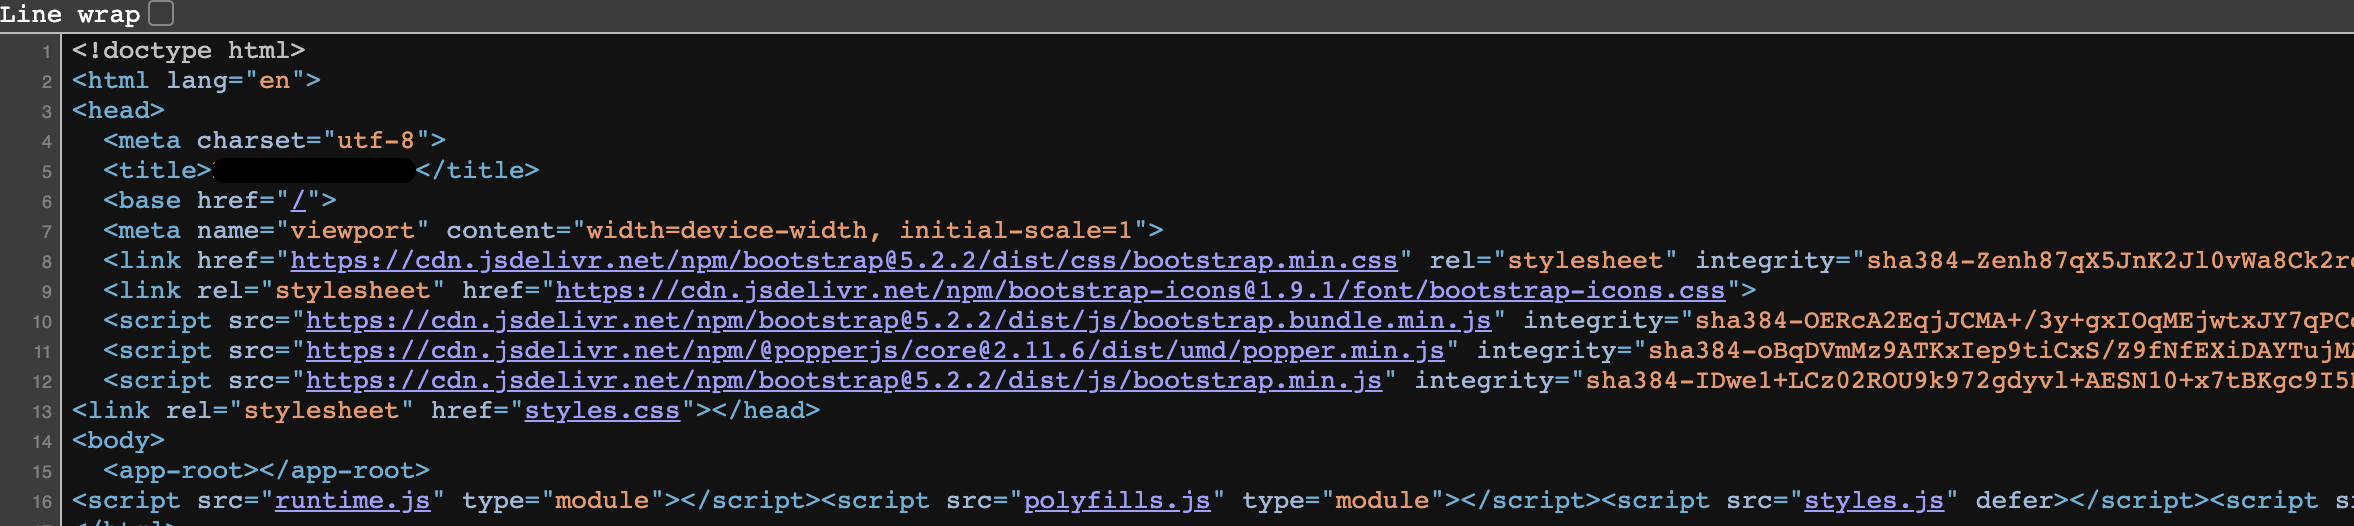 Line wrap
1 <!doctype html>
2 <html lang="en">
3 <head>
4 <meta charset="utf-8">
5 <title></title>
6 <base href="/">
7 <meta name="viewport" content="width=device-width, initial-scale=1">
8 <link href="https://cdn.jsdelivr.net/npm/bootstrap@5.2.2/dist/css/bootstrap.min.css" rel="stylesheet" integrity="sha384-Zenh87qX5JnK2Jl0vWa8Ck2r
9 <link rel="stylesheet" href="https://cdn.jsdelivr.net/npm/bootstrap-icons@1.9.1/font/bootstrap-icons.css">
10 <script src="https://cdn.jsdelivr.net/npm/bootstrap@5.2.2/dist/js/bootstrap.bundle.min.js" integrity="sha384-OERcA2EqjJCMA+/3y+gxIOqMEjwtxJY7qPC
11 <script src="https://cdn.jsdelivr.net/npm/@popperjs/core@2.11.6/dist/umd/popper.min.js" integrity="sha384-oBqDVmMz9ATKxIep9tiCxS/Z9fNfEXiDAYTujM
12 <script src="https://cdn.jsdelivr.net/npm/bootstrap@5.2.2/dist/js/bootstrap.min.js" integrity="sha384-IDwe1+LCz02ROU9k972gdyvl+AESN10+x7tBKgc9I5
13 <link rel="stylesheet" href="styles.css"></head>
14 <body>
15 <app-root></app-root>
16 <script src="runtime.js" type="module"></script><script src="polyfills.js" type="module"></script><script src="styles.js" defer></script><script s